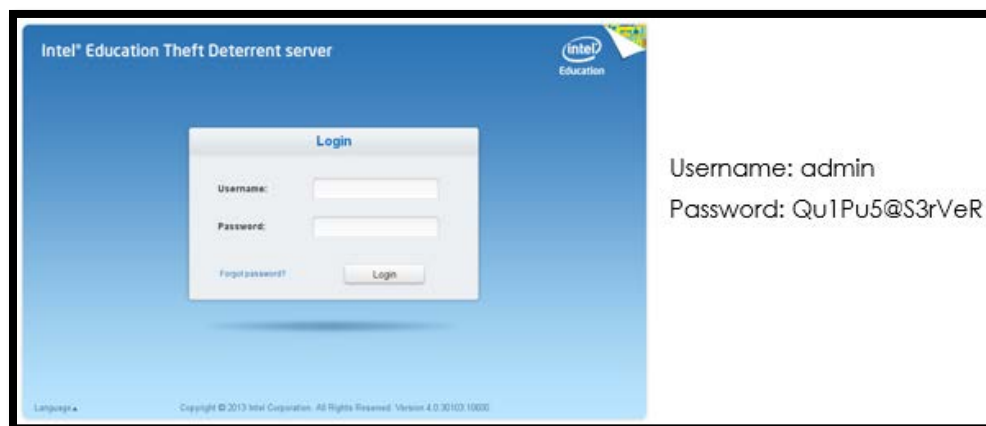 Intel® Education Theft Deterrent server
intel
Education
Login
Username:
Password:
Forgot password?
Login
Language▲
Copyright © 2013 Intel Corporation. All Rights Reserved. Version 4.0.30103.10600
Username: admin
Password: Qu1Pu5@S3rVeR